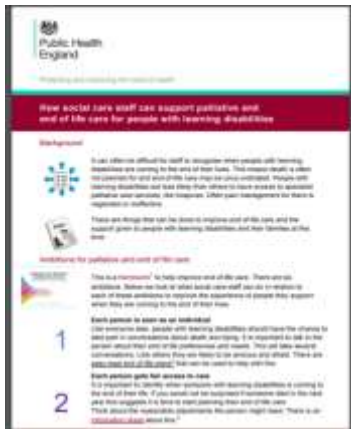 Public Health
England
Protecting and improving the nation's health
How social care staff can support palliative and
end of life care for people with learning disabilities
Background
It can often be difficult for staff to recognise when people with learning
disabilities are coming to the end of their lives. This means death is often
not planned for and end of life care may be
learning disabilities are less likely than others to have access to specialist
palliative care services, like hospices. Often pain management for them is
neglected or ineffective.
There are things that can be done to improve end of life care and the
support given to people with learning disabilities and their families at this
time.
Ambitions for palliative and end of life care
This is a framework to help improve end of life care. There are six
ambitions. Below we look at what social care staff can do in relation to
each of these ambitions to improve the experience of people they support
when they are coming to the end of their lives.
1
Each person is seen as an individual
Like everyone else, people with learning disabilities should have the chance to
take part in conversations about death and dying. It is important to talk to the
person about their end of life preferences and needs. This will take several
conversations. Like others they are likely to be anxious and afraid. There are
easy read end of life plans that can be used to help with this.
2
Each person gets fair access to care
It is important to identify when someone with learning disabilities is coming to
the end of their life. If you would not be surprised if someone died in the next
year this suggests it is time to start planning their end of life care.
Think about the reasonable adjustments the person might need. There is an
information sheet about this.